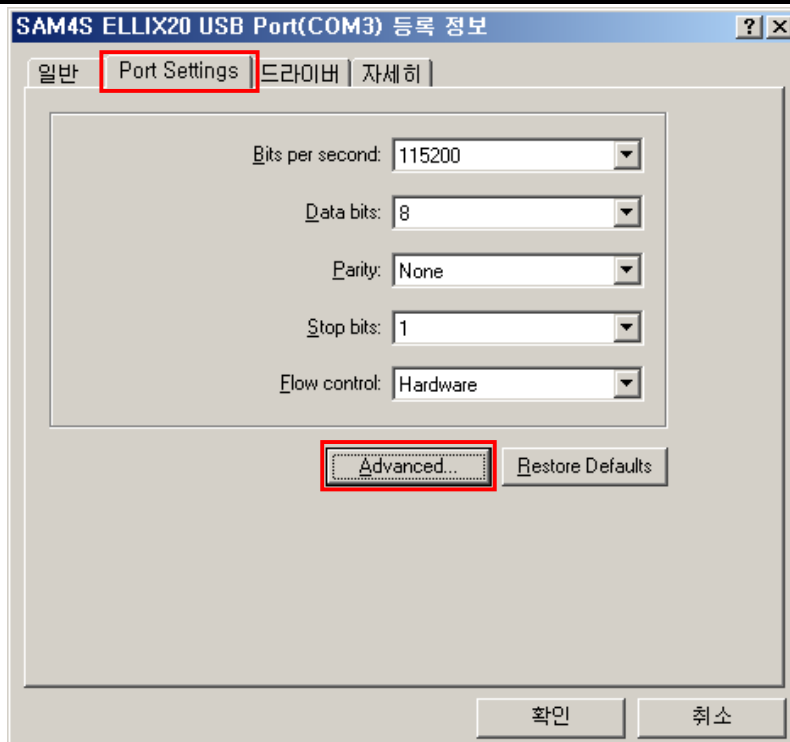 SAM4S ELLIX20 USB Port(COM3) 등록 정보
일반 Port Settings 드라이버 자세히
Bits per second: 115200
Data bits: 8
Parity: None
Stop bits: 1
Flow control: Hardware
Advanced... Restore Defaults
확인 취소